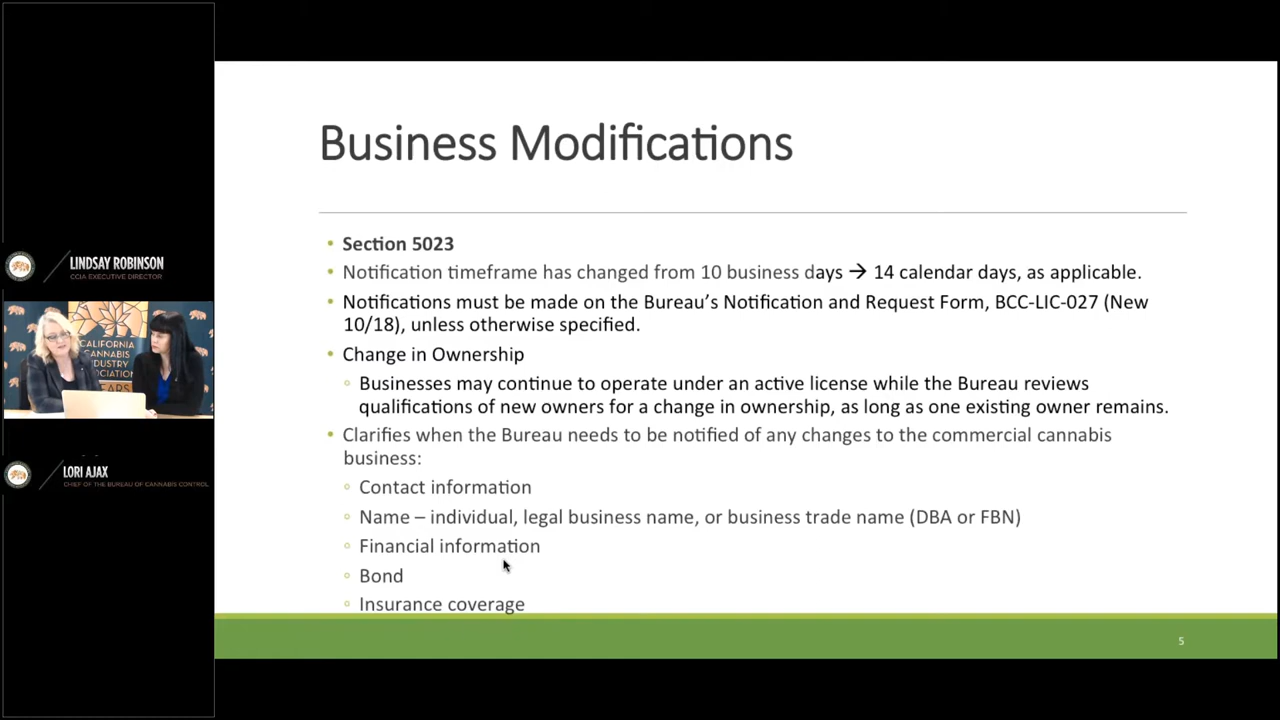 Business Modifications
• Section 5023
• Notification timeframe has changed from 10 business days → 14 calendar days, as applicable.
• Notifications must be made on the Bureau’s Notification and Request Form, BCC-LIC-027 (New
10/18), unless otherwise specified.
• Change in Ownership
◦ Businesses may continue to operate under an active license while the Bureau reviews
qualifications of new owners for a change in ownership, as long as one existing owner remains.
• Clarifies when the Bureau needs to be notified of any changes to the commercial cannabis
business:
◦ Contact information
◦ Name – individual, legal business name, or business trade name (DBA or FBN)
◦ Financial information
◦ Bond
◦ Insurance coverage
5
LINDSAY ROBINSON
CCIA EXECUTIVE DIRECTOR
CALIFORNIA
CANNABIS
INDUSTRY
LORI AJAX
CHIEF OF THE BUREAU OF CANNABIS CONTROL